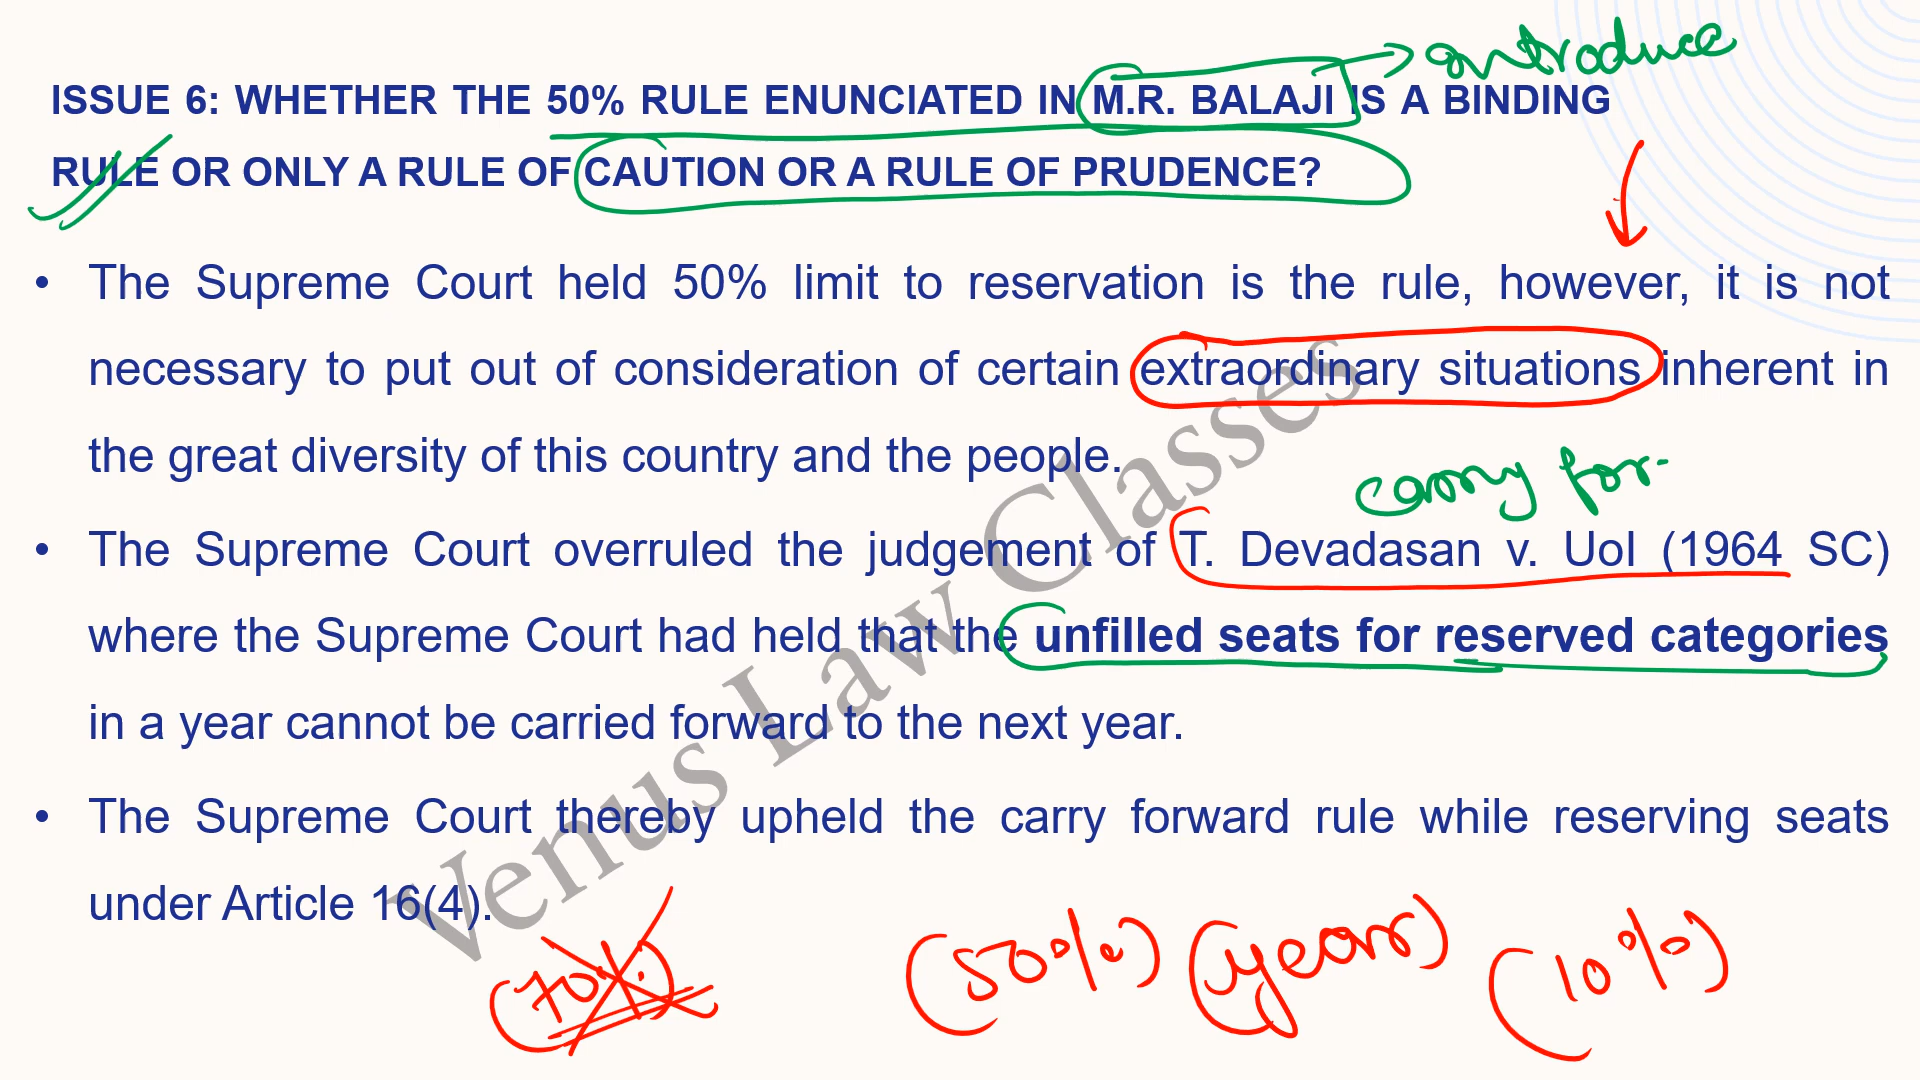 introduce
ISSUE 6: WHETHER THE 50% RULE ENUNCIATED IN M.R. BALAJI IS A BINDING
RULE OR ONLY A RULE OF CAUTION OR A RULE OF PRUDENCE?
• The Supreme Court held 50% limit to reservation is the rule, however, it is not
necessary to put out of consideration of certain extraordinary situations inherent in
the great diversity of this country and the people.
carry for-
• The Supreme Court overruled the judgement of T. Devadasan v. UoI (1964 SC)
where the Supreme Court had held that the unfilled seats for reserved categories
in a year cannot be carried forward to the next year.
• The Supreme Court thereby upheld the carry forward rule while reserving seats
under Article 16(4).
(70%) (50%) (year) (10%)
Venus Law Classes